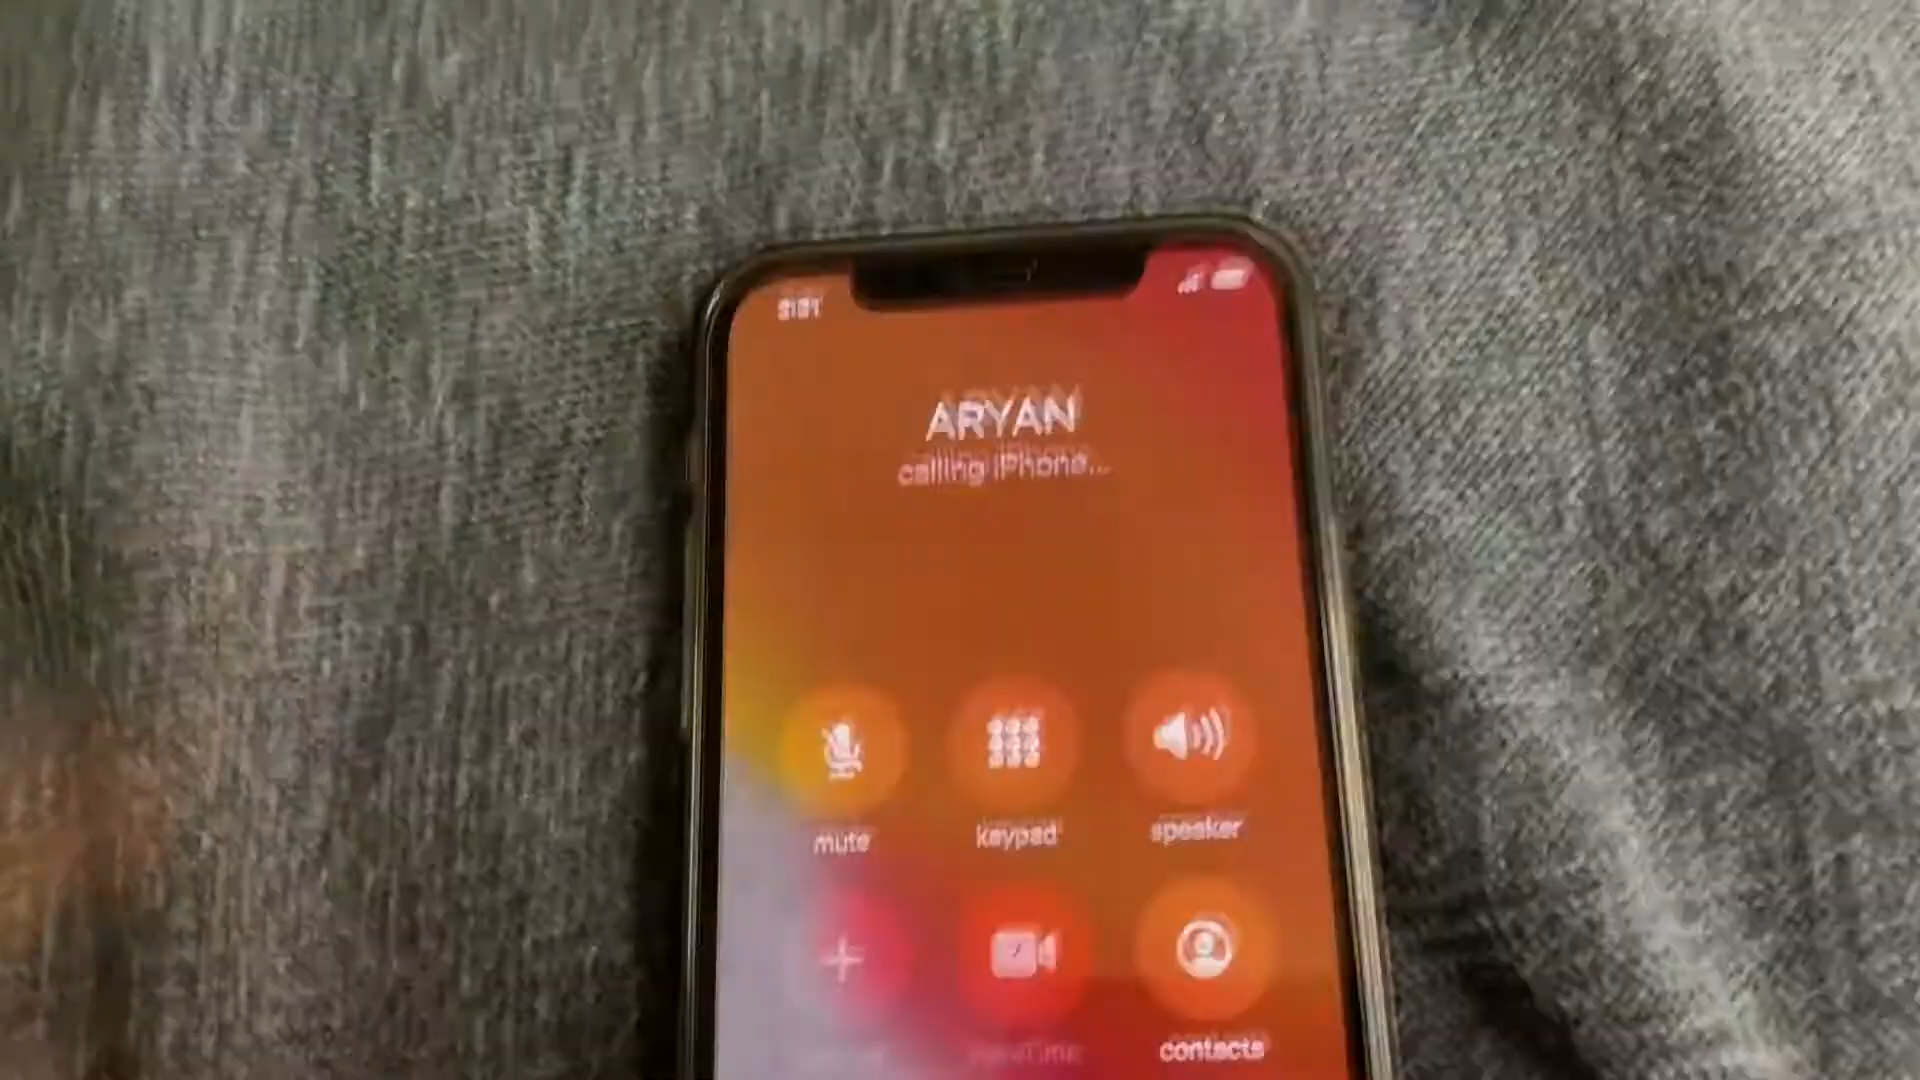 ARYAN
calling iPhone...
mute
keypad
speaker
contacts